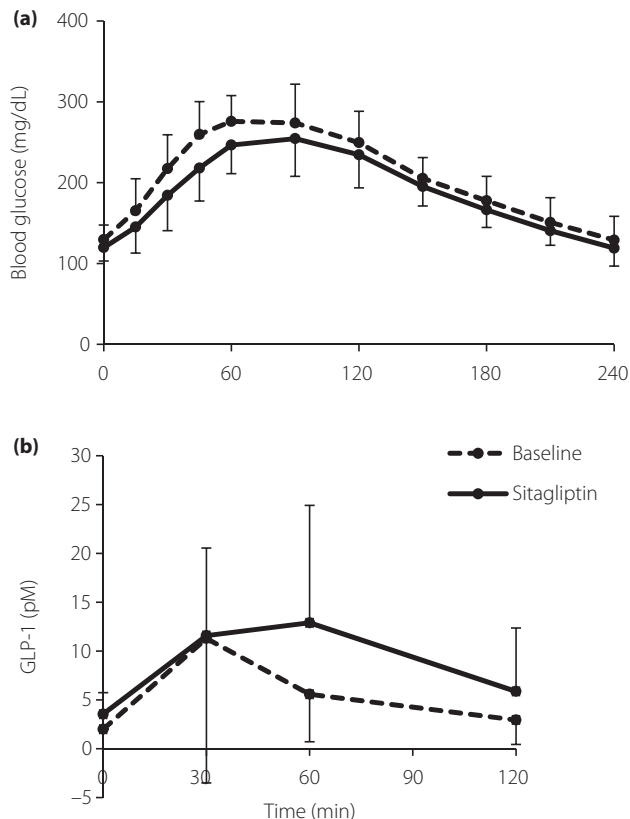 (a)
Blood glucose (mg/dL)
400
300
200
100
0
0 60 120 180 240
(b)
GLP-1 (pM)
30
25
20
15
10
5
0
–5
0 30 60 90 120
Time (min)
Baseline
Sitagliptin